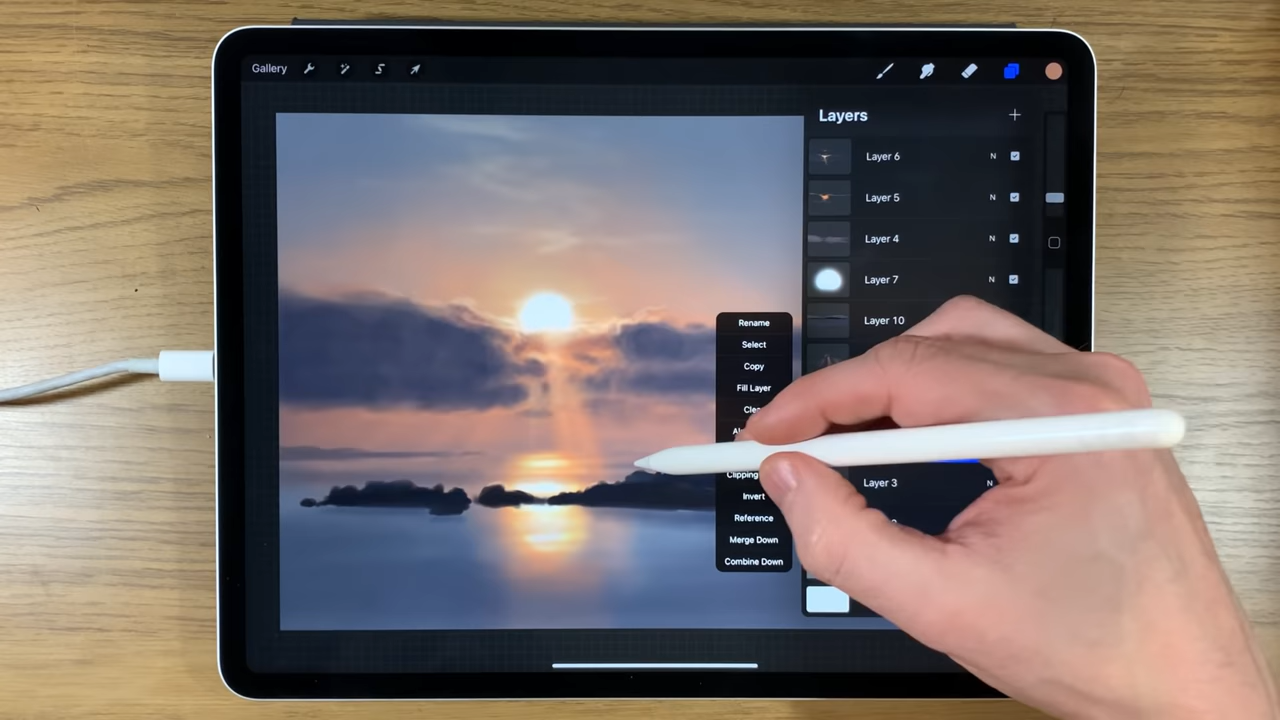 Gallery
Layers
Layer 6 N
Layer 5 N
Layer 4 N
Layer 7 N
Layer 10
Rename
Select
Copy
Fill Layer
Clipping
Layer 3 N
Invert
Reference
Merge Down
Combine Down